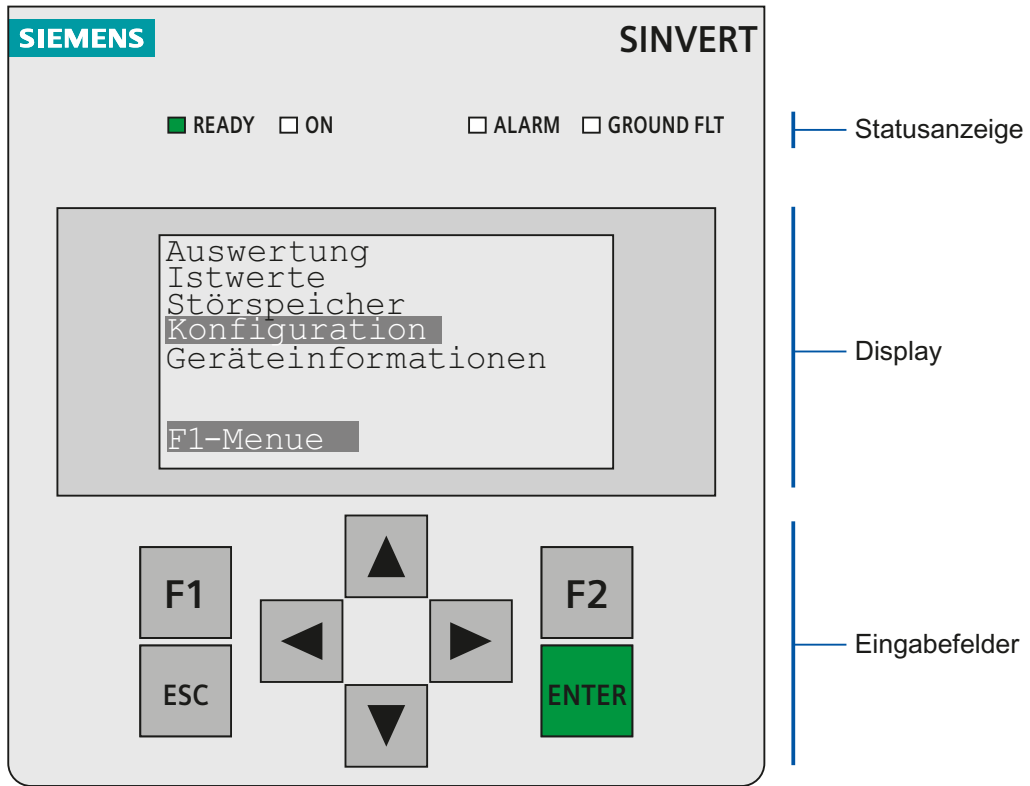 SIEMENS
SINVERT
READY ON ALARM GROUND FLT
Statusanzeige
Auswertung
Istwerte
Störspeicher
Konfiguration
Geräteinformationen
F1-Menue
Display
F1
F2
ESC
ENTER
Eingabefelder